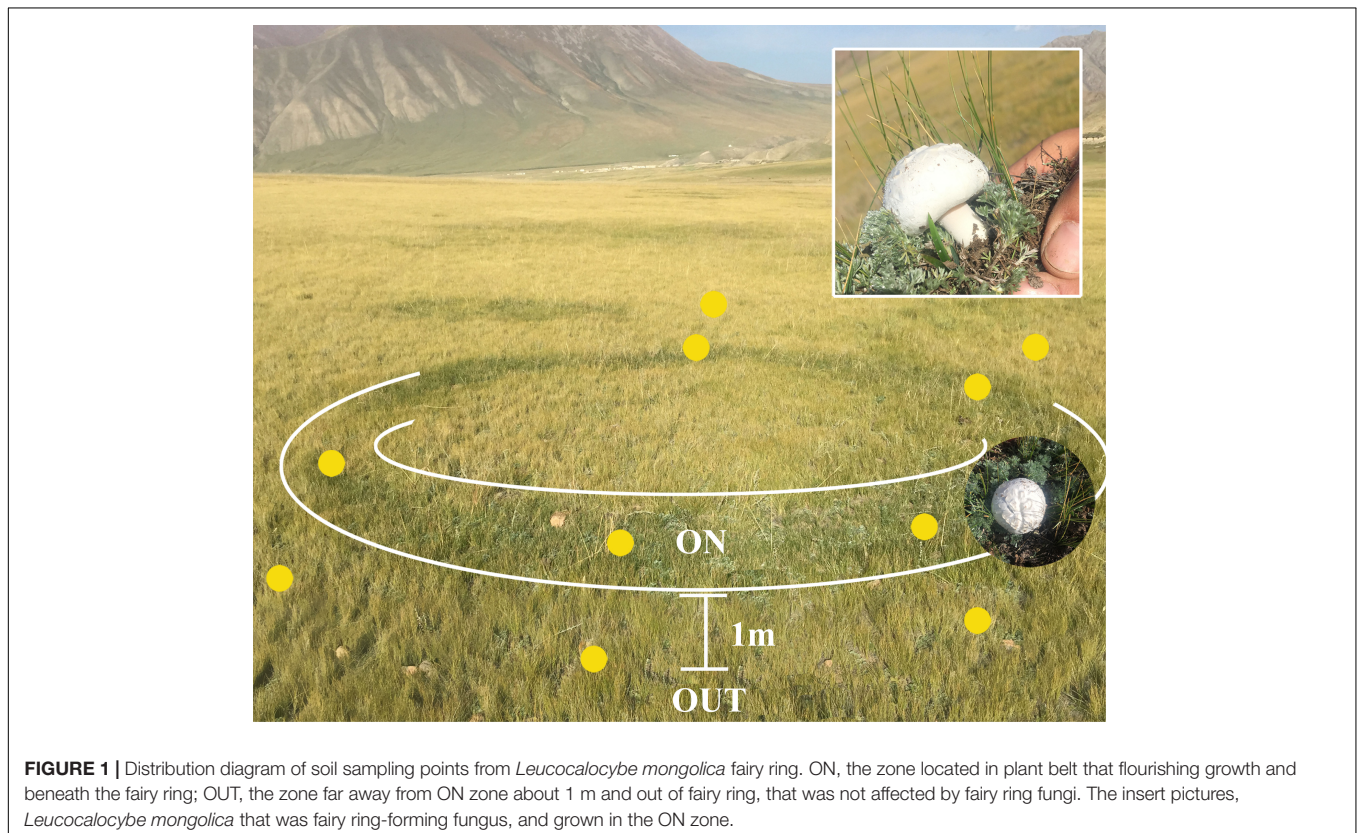 ON
1m
OUT
FIGURE 1 | Distribution diagram of soil sampling points from Leucocalocybe mongolica fairy ring. ON, the zone located in plant belt that flourishing growth and
beneath the fairy ring; OUT, the zone far away from ON zone about 1 m and out of fairy ring, that was not affected by fairy ring fungi. The insert pictures,
Leucocalocybe mongolica that was fairy ring-forming fungus, and grown in the ON zone.